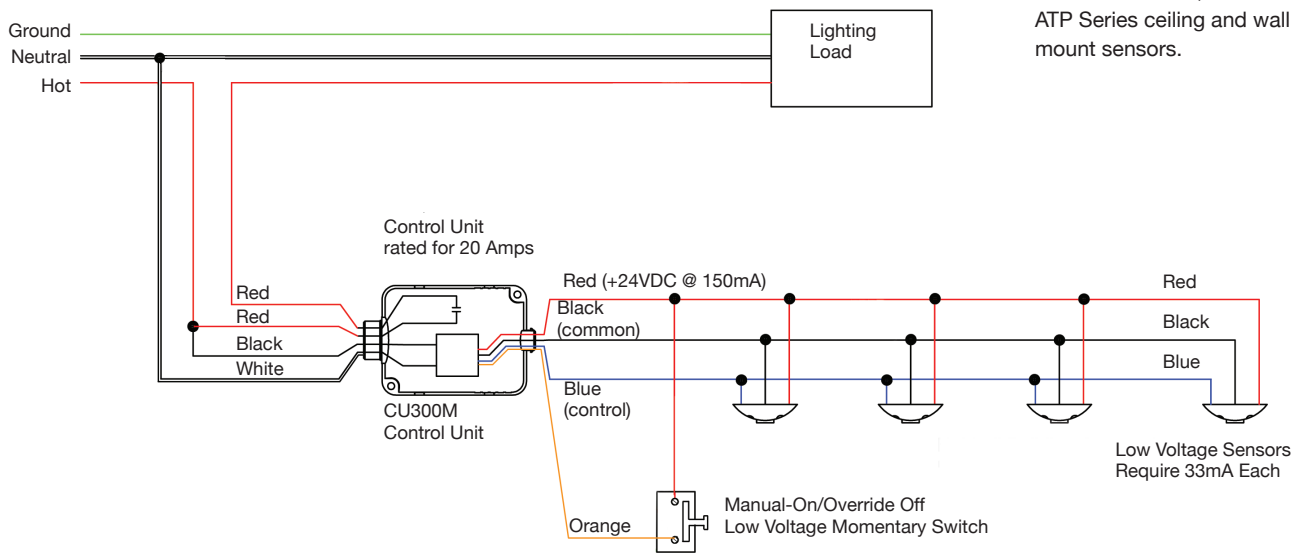 ATP Series ceiling and wall
mount sensors.
Ground
Neutral
Hot
Lighting
Load
Control Unit
rated for 20 Amps
Red
Red
Black
White
CU300M
Control Unit
Red (+24VDC @ 150mA)
Black
(common)
Blue
(control)
Orange
Red
Black
Blue
Low Voltage Sensors
Require 33mA Each
Manual-On/Override Off
Low Voltage Momentary Switch